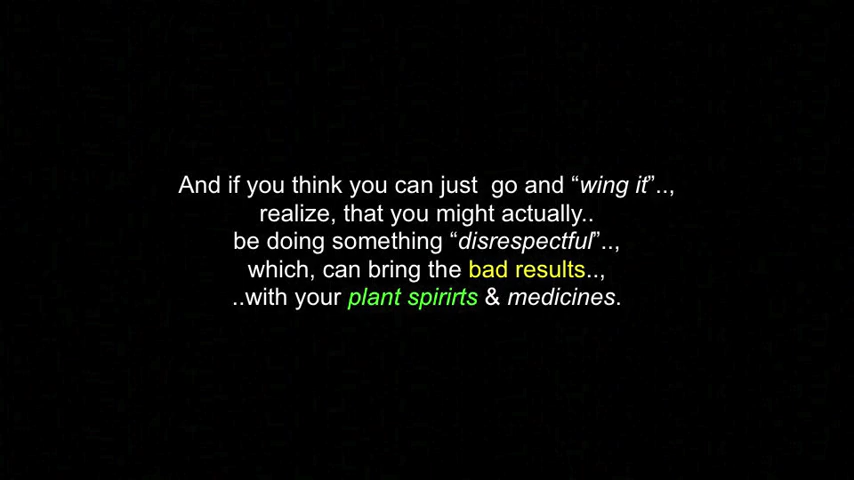 And if you think you can just  go and “wing it”..,
realize, that you might actually..
be doing something “disrespectful”..,
which, can bring the bad results..,
..with your plant spirirts & medicines.